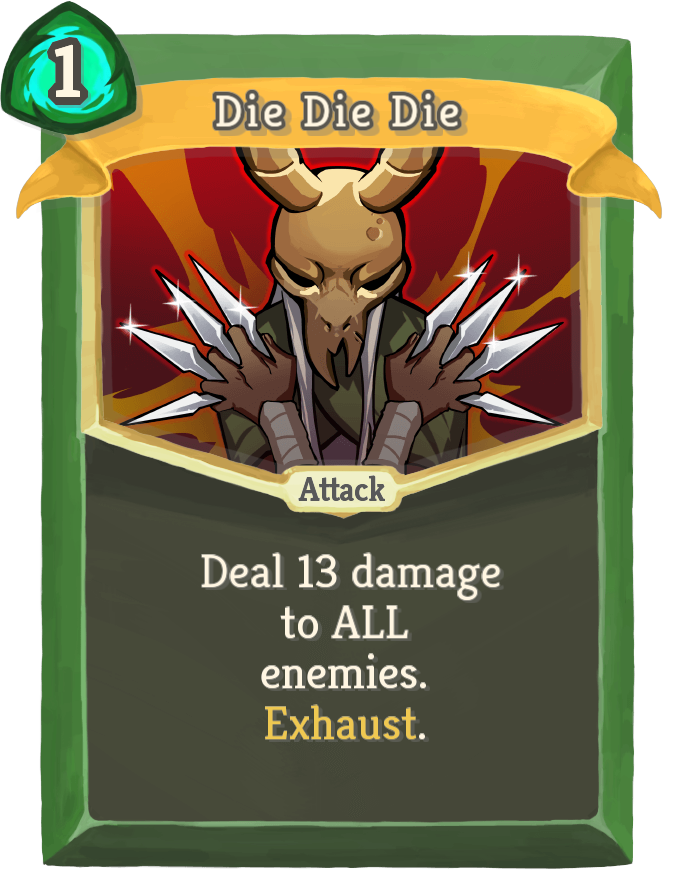 1
Die Die Die
Attack
Deal 13 damage
to ALL
enemies.
Exhaust.